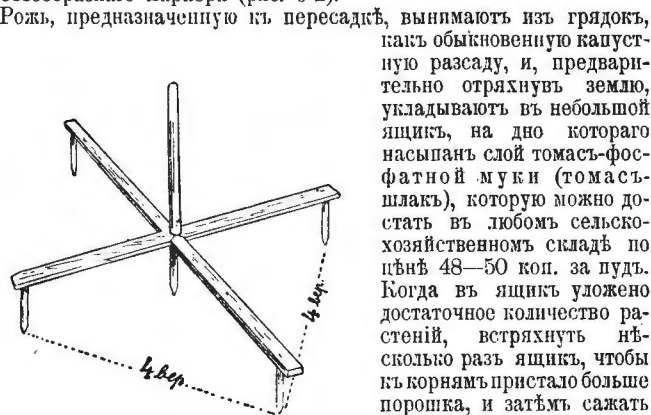 Рожь, предназначенную къ пересадкѣ, вынимаютъ изъ грядокъ,
какъ обыкновенную капуст-
ную разсаду, и, предвари-
тельно отряхнувъ землю,
укладываютъ въ небольшой
ящикъ, на дно котораго
насыпанъ слой томасъ-фос-
фатной муки (томасъ-
шлакъ), которую можно до-
стать въ любомъ сельско-
хозяйственномъ складѣ по
цѣнѣ 48—50 коп. за пудъ.
Когда въ ящикъ уложено
достаточное количество ра-
стеній, встряхнуть нѣ-
сколько разъ ящикъ, чтобы
къ корнямъ пристало больше
порошка, и затѣмъ сажать
4 вер.
4 вер.